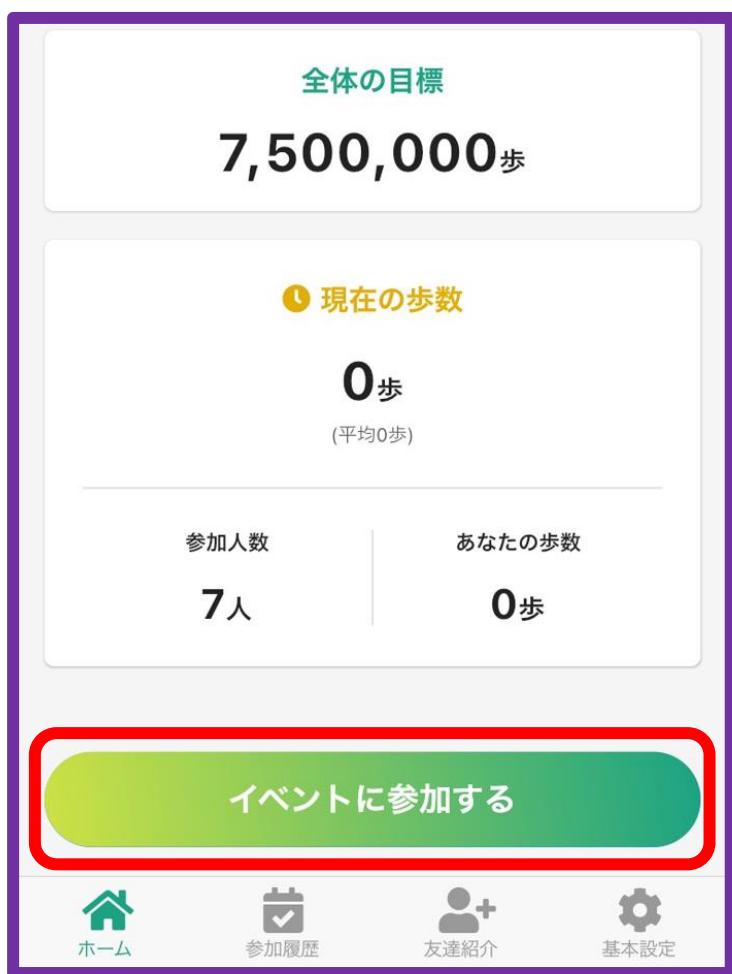 全体の目標
7,500,000歩
現在の歩数
0歩
(平均0歩)
参加人数
あなたの歩数
7人
0歩
イベントに参加する
ホーム
参加履歴
友達紹介
基本設定